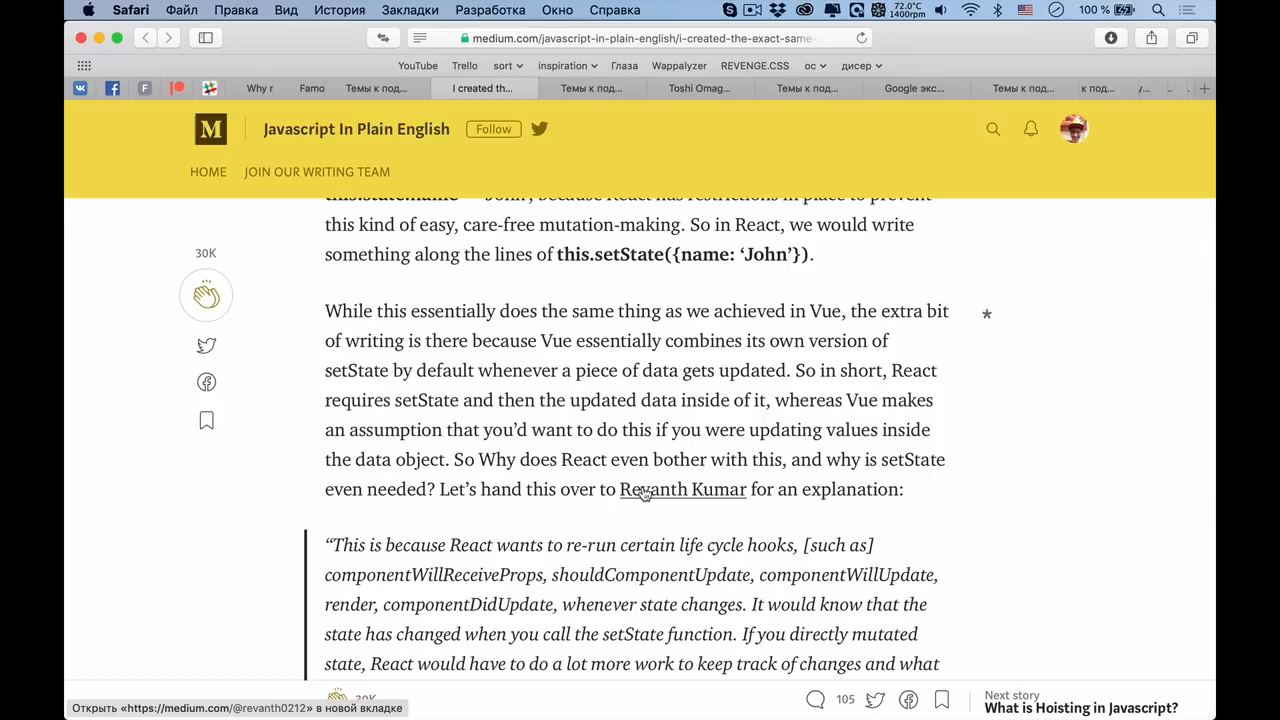 Safari Файл Правка Вид История Закладки Разработка Окно Справка 72.0°C 1400rpm 100 %
medium.com/javascript-in-plain-english/i-created-the-exact-same-
YouTube Trello sort inspiration Глаза Wappalyzer REVENGE.CSS ос дисер
Why r Famo Темы к под... I created th... Темы к под... Toshi Omag... Темы к под... Google экс... Темы к под... к под...
M Javascript In Plain English Follow
HOME JOIN OUR WRITING TEAM
this kind of easy, care-free mutation-making. So in React, we would write
something along the lines of this.setState({name: ‘John’}).
30K
While this essentially does the same thing as we achieved in Vue, the extra bit *
of writing is there because Vue essentially combines its own version of
setState by default whenever a piece of data gets updated. So in short, React
requires setState and then the updated data inside of it, whereas Vue makes
an assumption that you’d want to do this if you were updating values inside
the data object. So Why does React even bother with this, and why is setState
even needed? Let’s hand this over to Revanth Kumar for an explanation:
“This is because React wants to re-run certain life cycle hooks, [such as]
componentWillReceiveProps, shouldComponentUpdate, componentWillUpdate,
render, componentDidUpdate, whenever state changes. It would know that the
state has changed when you call the setState function. If you directly mutated
state, React would have to do a lot more work to keep track of changes and what
105
Next story
What is Hoisting in Javascript?
Открыть «https://medium.com/@revanth0212» в новой вкладке